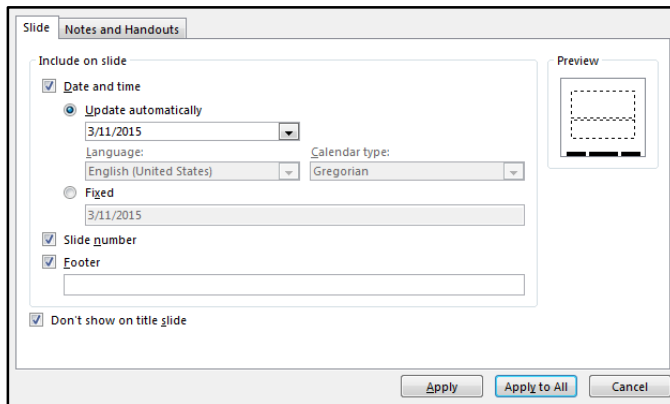 Slide Notes and Handouts
Include on slide Preview
Date and time
Update automatically
3/11/2015
Language: Calendar type:
English (United States) Gregorian
Fixed
3/11/2015
Slide number
Footer
Don't show on title slide
Apply Apply to All Cancel